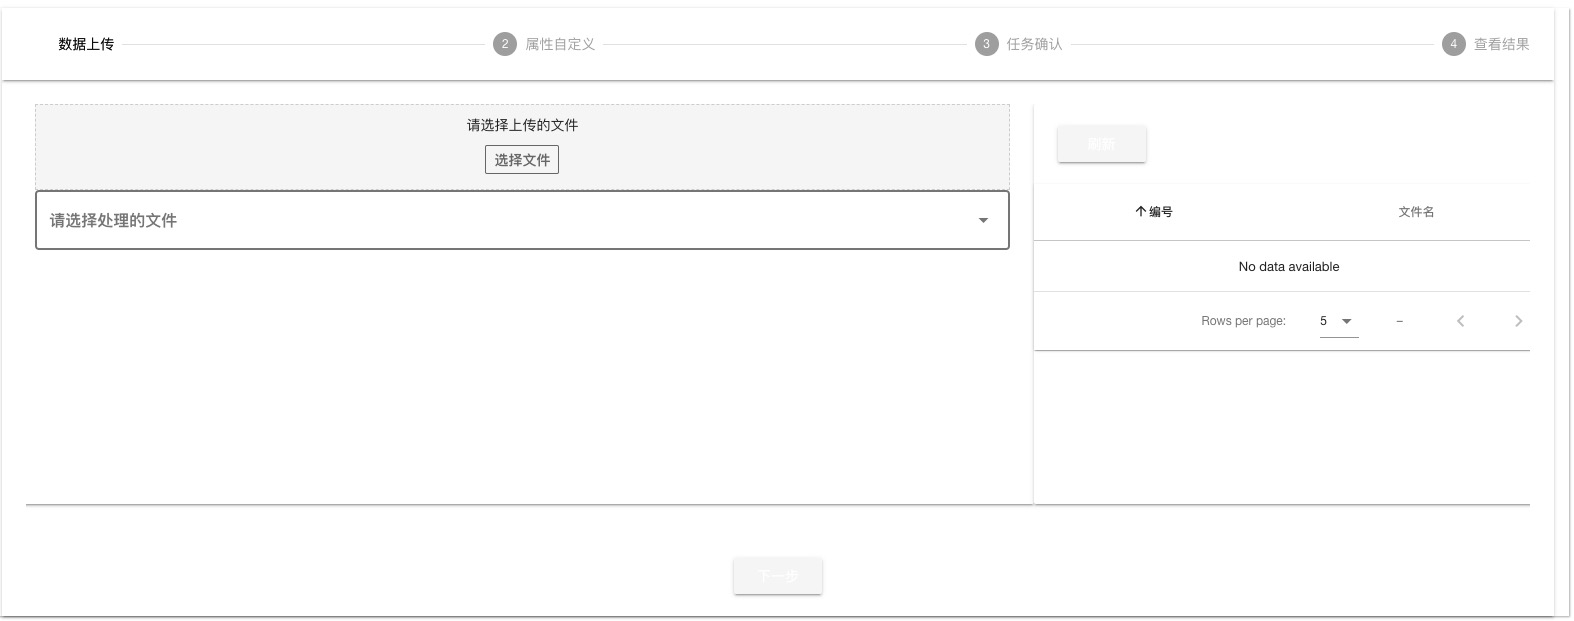 数据上传
2 属性自定义
3 任务确认
4 查看结果
请选择上传的文件
选择文件
请选择处理的文件
刷新
编号 文件名
No data available
Rows per page: 5 –
下一步